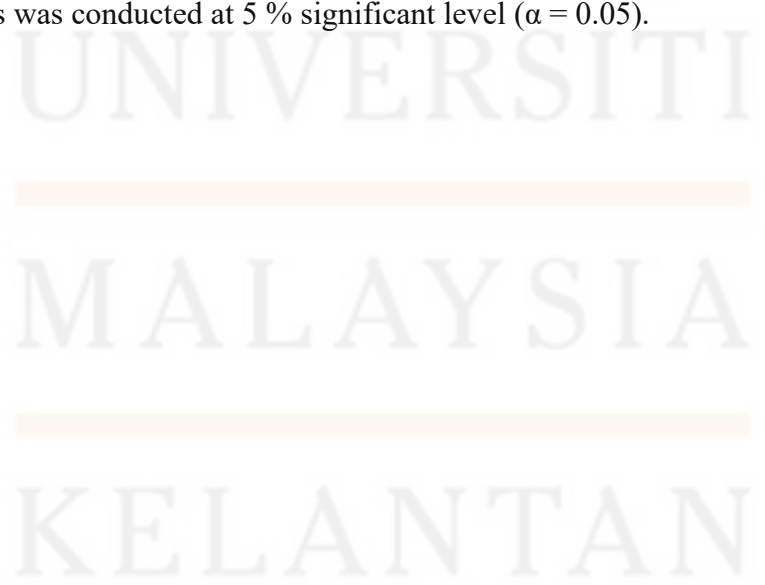 s was conducted at 5 % significant level (α = 0.05).
UNIVERSITI
MALAYSIA
KELANTAN